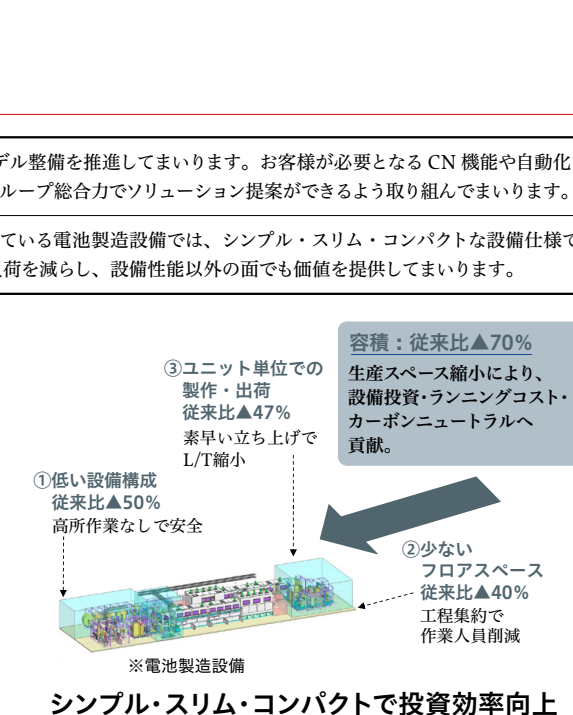 デル整備を推進してまいります。お客様が必要となる CN 機能や自動化
ループ総合力でソリューション提案ができるよう取り組んでまいります。
ている電池製造設備では、シンプル・スリム・コンパクトな設備仕様で
荷を減らし、設備性能以外の面でも価値を提供してまいります。
容積：従来比▲70%
生産スペース縮小により、
設備投資・ランニングコスト・
カーボンニュートラルへ
貢献。
③ユニット単位での
製作・出荷
従来比▲47%
素早い立ち上げで
L/T縮小
①低い設備構成
従来比▲50%
高所作業なしで安全
②少ない
フロアスペース
従来比▲40%
工程集約で
作業人員削減
※電池製造設備
シンプル・スリム・コンパクトで投資効率向上